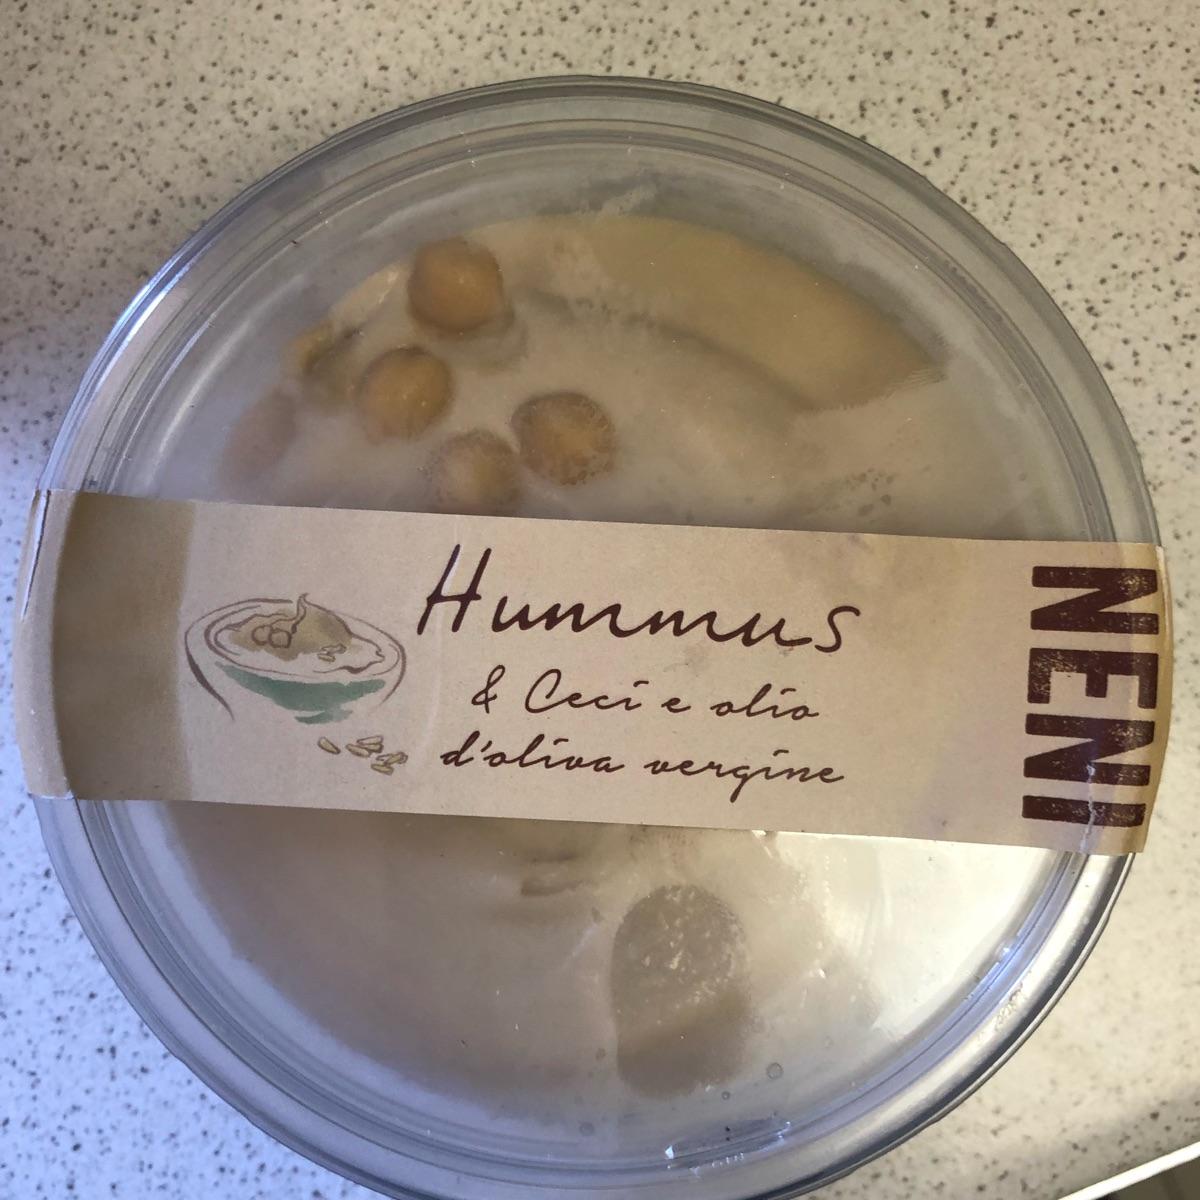 Hummus
& Ceci e olio
d'oliva vergine
NENI